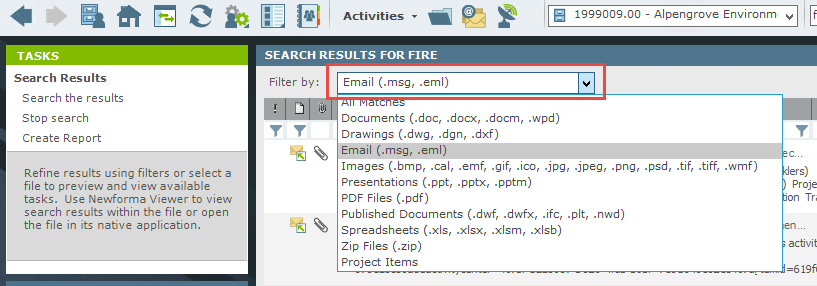 Activities
1999009.00 - Alpengrove Environme
TASKS
Search Results
Search the results
Stop search
Create Report
Refine results using filters or select a
file to preview and view available
tasks. Use Newforma Viewer to view
search results within the file or open
the file in its native application.
SEARCH RESULTS FOR FIRE
Filter by: Email (.msg, .eml)
All Matches
Documents (.doc, .docx, .docm, .wpd)
Drawings (.dwg, .dgn, .dxf)
Email (.msg, .eml)
Images (.bmp, .cal, .emf, .gif, .ico, .jpg, .jpeg, .png, .psd, .tif, .tiff, .wmf)
Presentations (.ppt, .pptx, .pptm)
PDF Files (.pdf)
Published Documents (.dwf, .dwfx, .ifc, .plt, .nwd)
Spreadsheets (.xls, .xlsx, .xlsm, .xlsb)
Zip Files (.zip)
Project Items
ec...
klers)
) Proje
tion Tra
en...
s activi